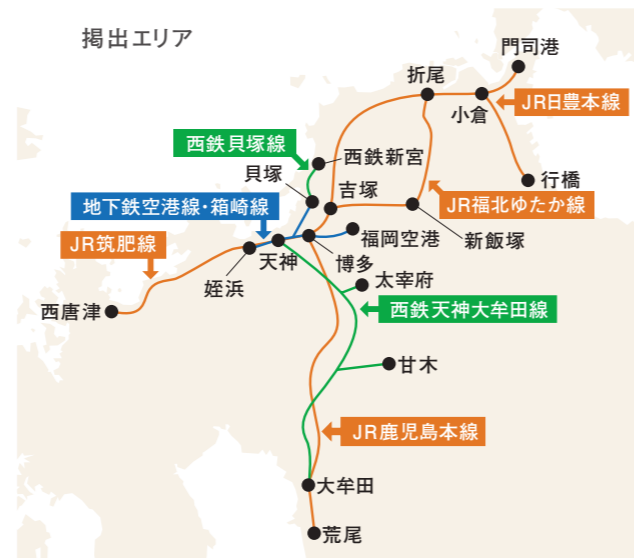 掲出エリア
門司港
折尾
小倉
JR日豊本線
西鉄貝塚線
西鉄新宮
貝塚
吉塚
行橋
JR福北ゆたか線
地下鉄空港線・箱崎線
新飯塚
福岡空港
JR筑肥線
天神
博多
姪浜
太宰府
西唐津
西鉄天神大牟田線
甘木
JR鹿児島本線
大牟田
荒尾